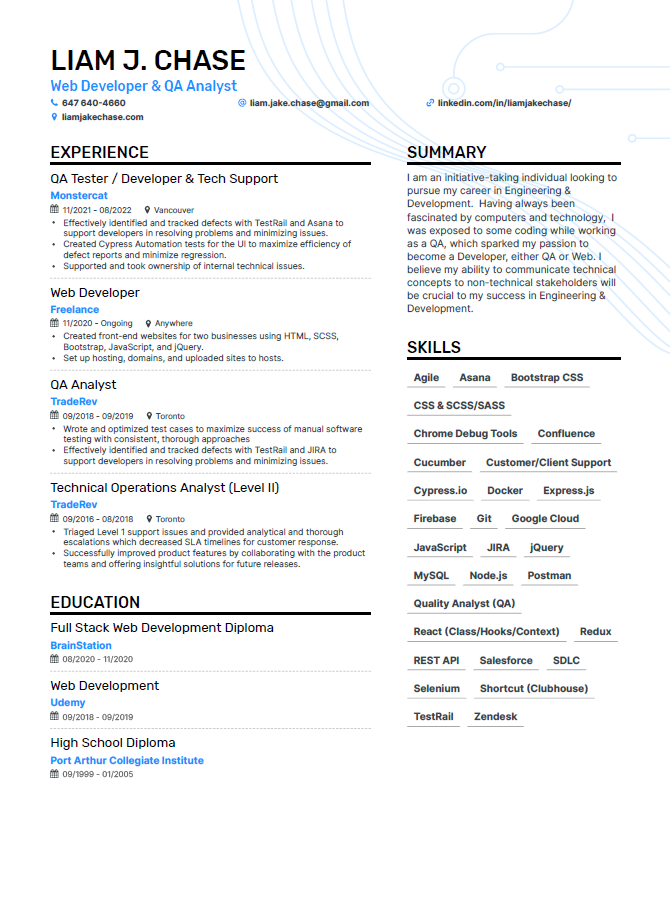 LIAM J. CHASE
Web Developer & QA Analyst
647 640-4660
liam.jake.chase@gmail.com
linkedin.com/in/liamjakechase/
liamjakechase.com
EXPERIENCE
QA Tester / Developer & Tech Support
Monstercat
11/2021 - 08/2022 Vancouver
• Effectively identified and tracked defects with TestRail and Asana to
support developers in resolving problems and minimizing issues.
• Created Cypress Automation tests for the UI to maximize efficiency of
defect reports and minimize regression.
• Supported and took ownership of internal technical issues.
Web Developer
Freelance
11/2020 - Ongoing Anywhere
• Created front-end websites for two businesses using HTML, SCSS,
Bootstrap, JavaScript, and jQuery.
• Set up hosting, domains, and uploaded sites to hosts.
QA Analyst
TradeRev
09/2018 - 09/2019 Toronto
• Wrote and optimized test cases to maximize success of manual software
testing with consistent, thorough approaches
• Effectively identified and tracked defects with TestRail and JIRA to
support developers in resolving problems and minimizing issues.
Technical Operations Analyst (Level II)
TradeRev
09/2016 - 08/2018 Toronto
• Triaged Level 1 support issues and provided analytical and thorough
escalations which decreased SLA timelines for customer response.
• Successfully improved product features by collaborating with the product
teams and offering insightful solutions for future releases.
EDUCATION
Full Stack Web Development Diploma
BrainStation
08/2020 - 11/2020
Web Development
Udemy
09/2018 - 09/2019
High School Diploma
Port Arthur Collegiate Institute
09/1999 - 01/2005
SUMMARY
I am an initiative-taking individual looking to
pursue my career in Engineering &
Development. Having always been
fascinated by computers and technology, I
was exposed to some coding while working
as a QA, which sparked my passion to
become a Developer, either QA or Web. I
believe my ability to communicate technical
concepts to non-technical stakeholders will
be crucial to my success in Engineering &
Development.
SKILLS
Agile Asana Bootstrap CSS
CSS & SCSS/SASS
Chrome Debug Tools Confluence
Cucumber Customer/Client Support
Cypress.io Docker Express.js
Firebase Git Google Cloud
JavaScript JIRA jQuery
MySQL Node.js Postman
Quality Analyst (QA)
React (Class/Hooks/Context) Redux
REST API Salesforce SDLC
Selenium Shortcut (Clubhouse)
TestRail Zendesk